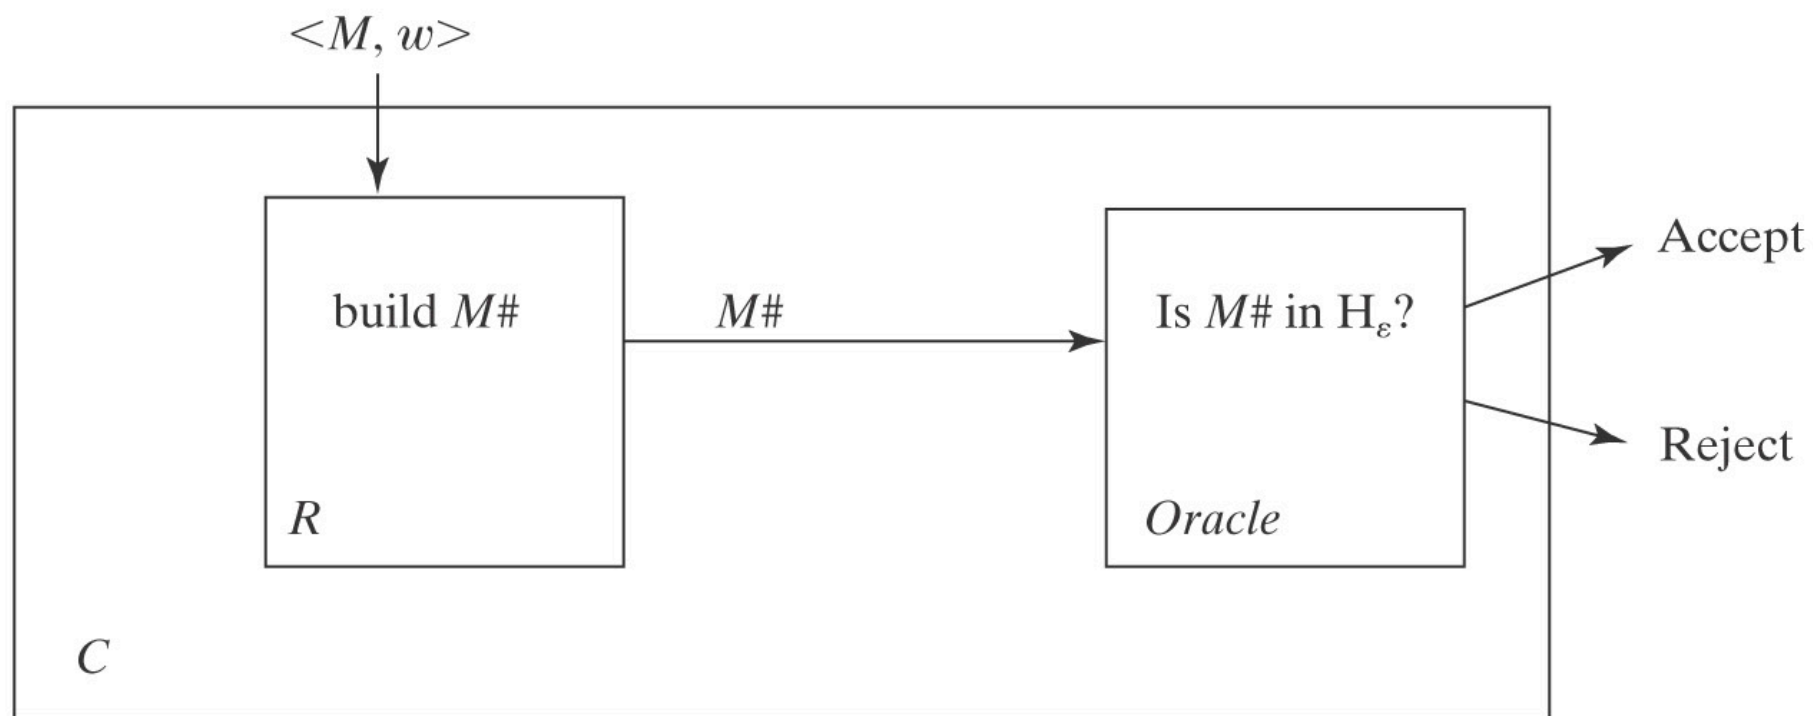 <M, w>
build M#
R
M#
Is M# in Hε?
Oracle
Accept
Reject
C